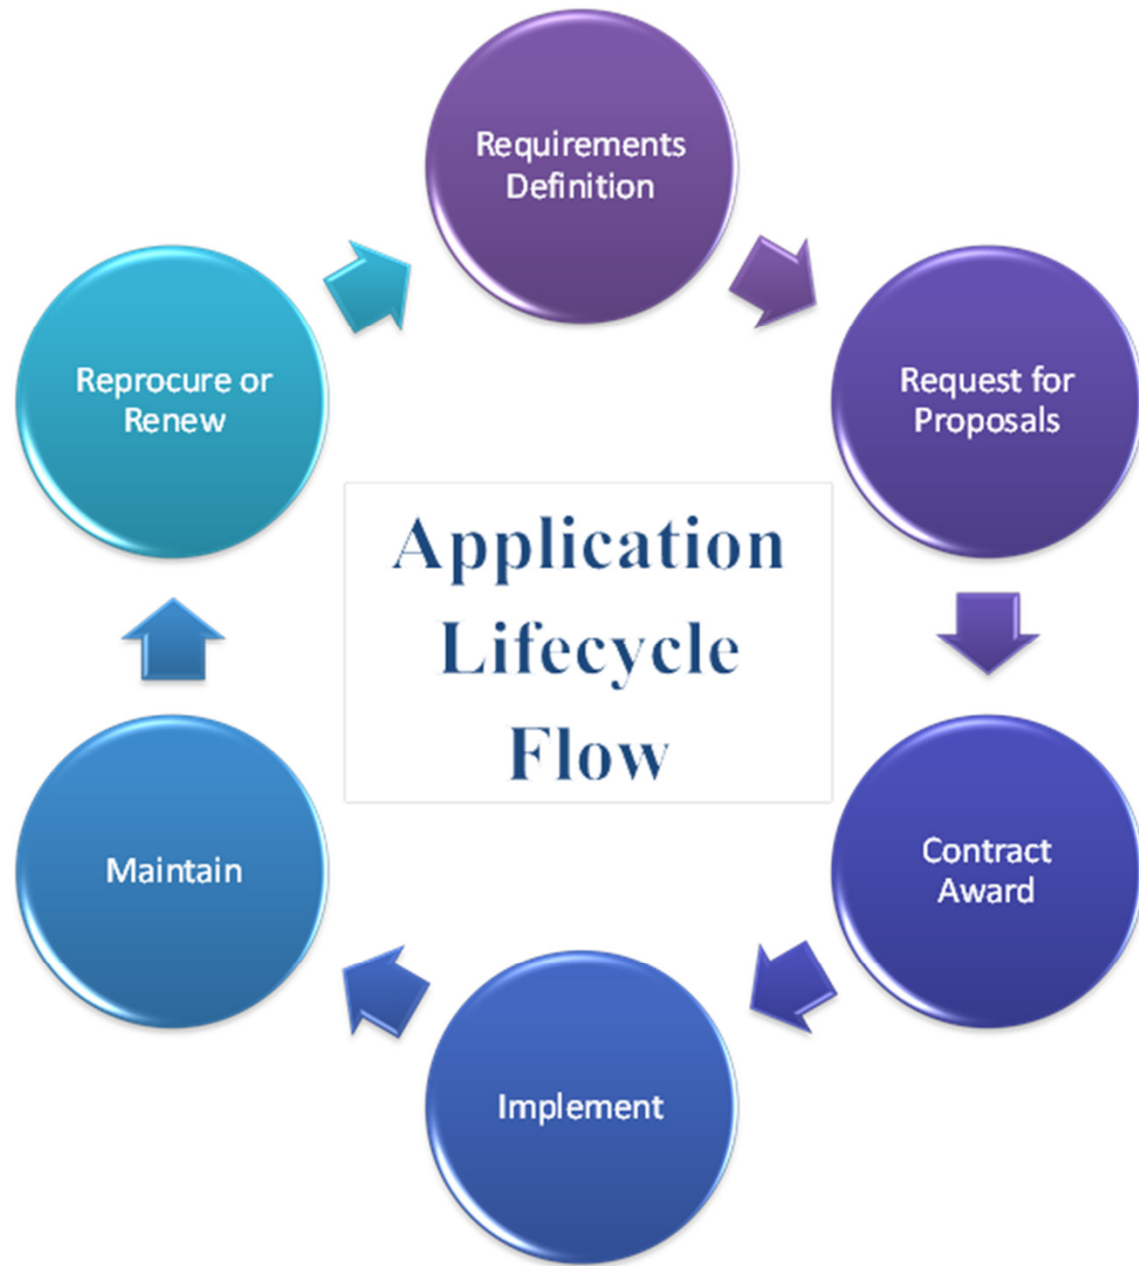 Requirements
Definition
Request for
Proposals
Contract
Award
Implement
Maintain
Reprocure or
Renew
Application
Lifecycle
Flow